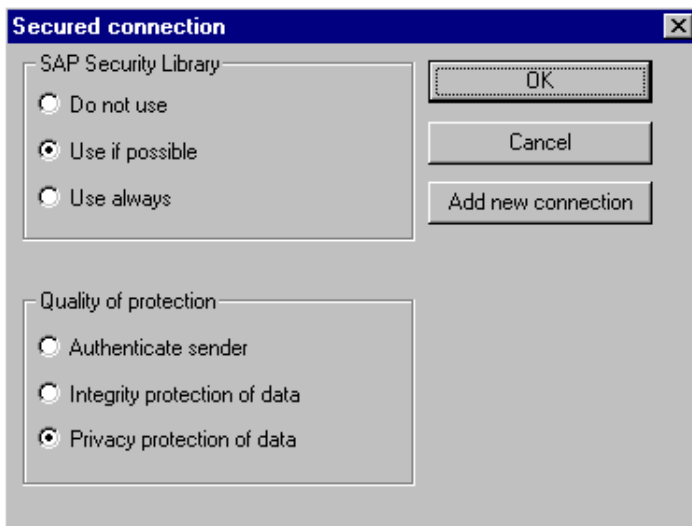 Secured connection
SAP Security Library
Do not use
Use if possible
Use always
OK
Cancel
Add new connection
Quality of protection
Authenticate sender
Integrity protection of data
Privacy protection of data